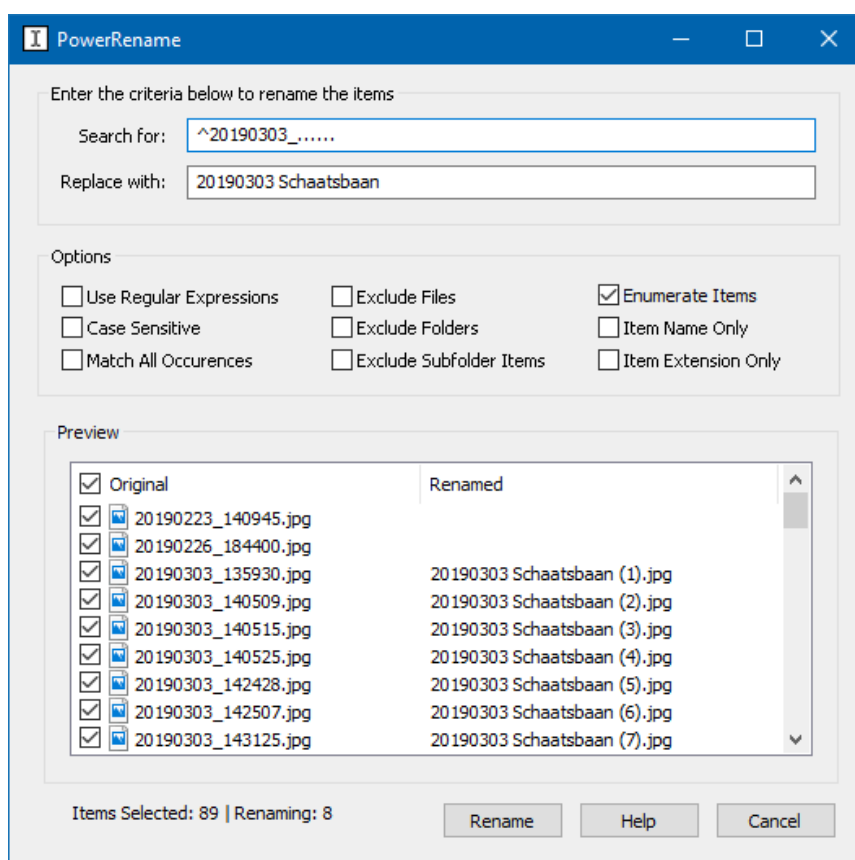 PowerRename
Enter the criteria below to rename the items
Search for: ^20190303_......
Replace with: 20190303 Schaatsbaan
Options
Use Regular Expressions Exclude Files Enumerate Items
Case Sensitive Exclude Folders Item Name Only
Match All Occurences Exclude Subfolder Items Item Extension Only
Preview
Original Renamed
20190223_140945.jpg
20190226_184400.jpg
20190303_135930.jpg 20190303 Schaatsbaan (1).jpg
20190303_140509.jpg 20190303 Schaatsbaan (2).jpg
20190303_140515.jpg 20190303 Schaatsbaan (3).jpg
20190303_140525.jpg 20190303 Schaatsbaan (4).jpg
20190303_142428.jpg 20190303 Schaatsbaan (5).jpg
20190303_142507.jpg 20190303 Schaatsbaan (6).jpg
20190303_143125.jpg 20190303 Schaatsbaan (7).jpg
Items Selected: 89 | Renaming: 8 Rename Help Cancel